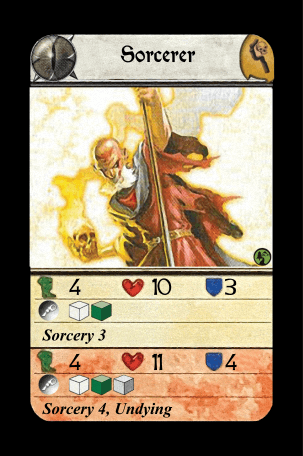 Sorcerer
4 10 3
Sorcery 3
4 11 4
Sorcery 4, Undying